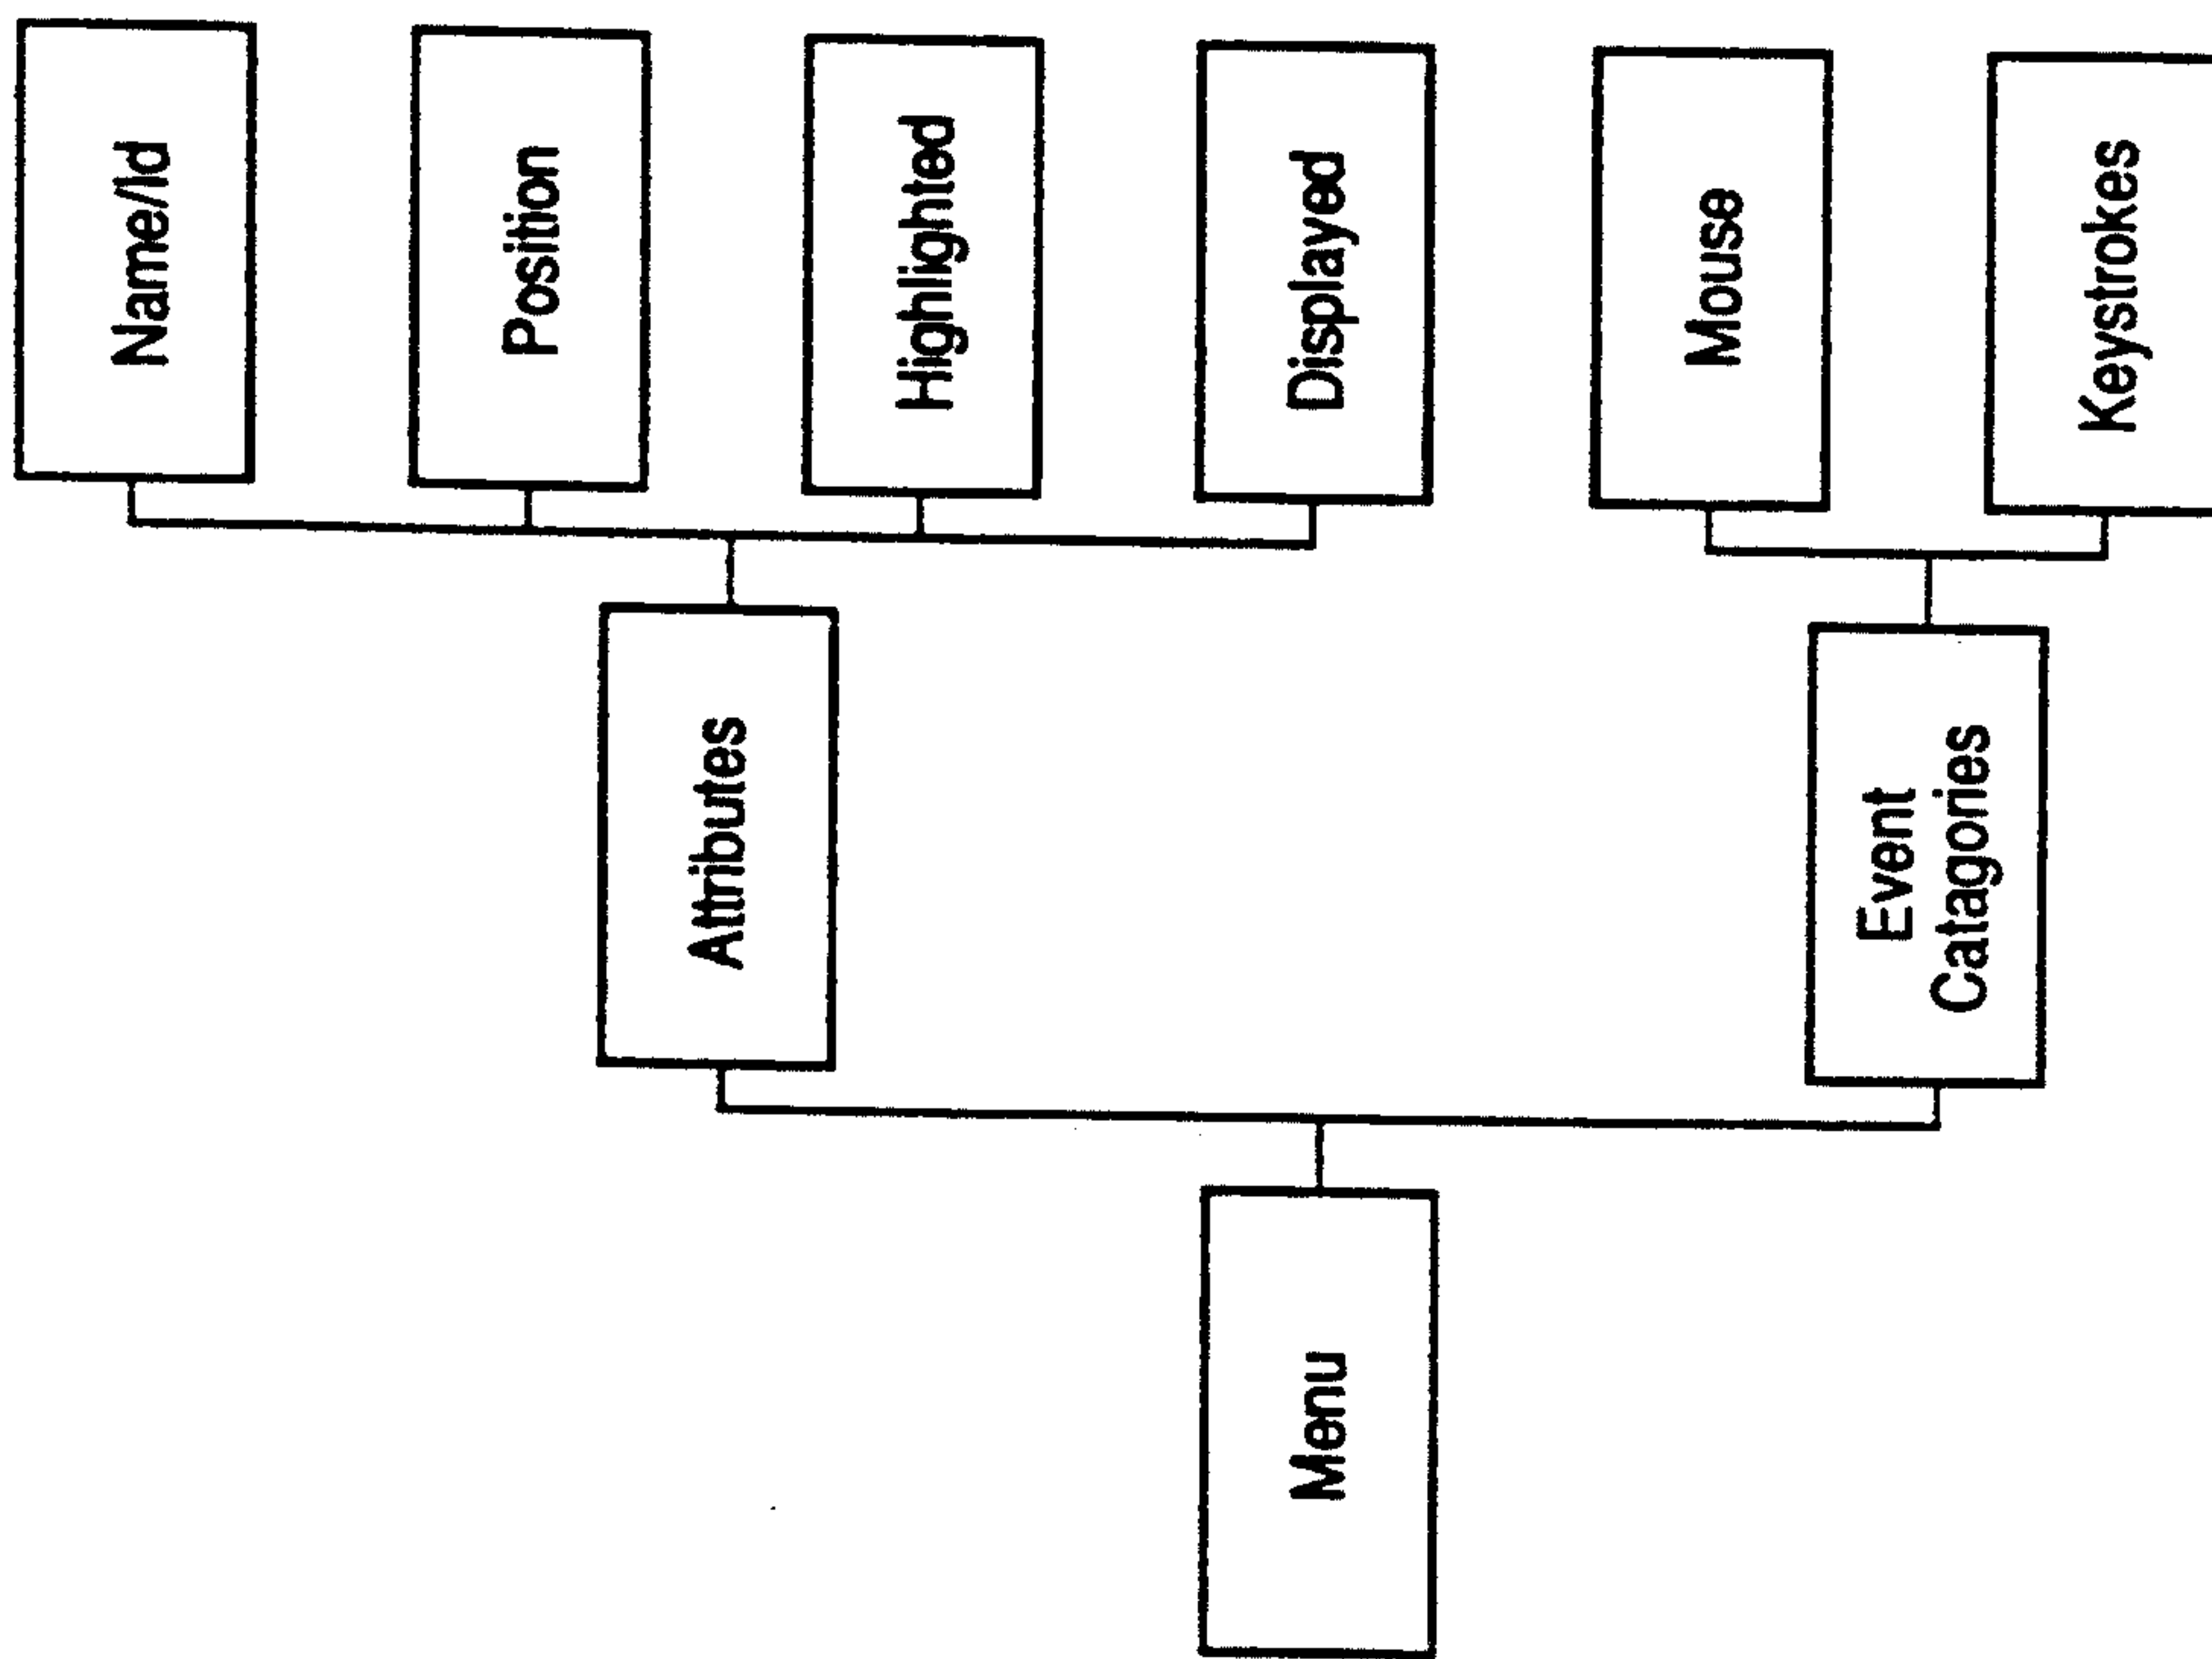 Menu
Attributes
Name/Id
Position
Highlighted
Displayed
Event
Catagories
Mouse
Keystrokes